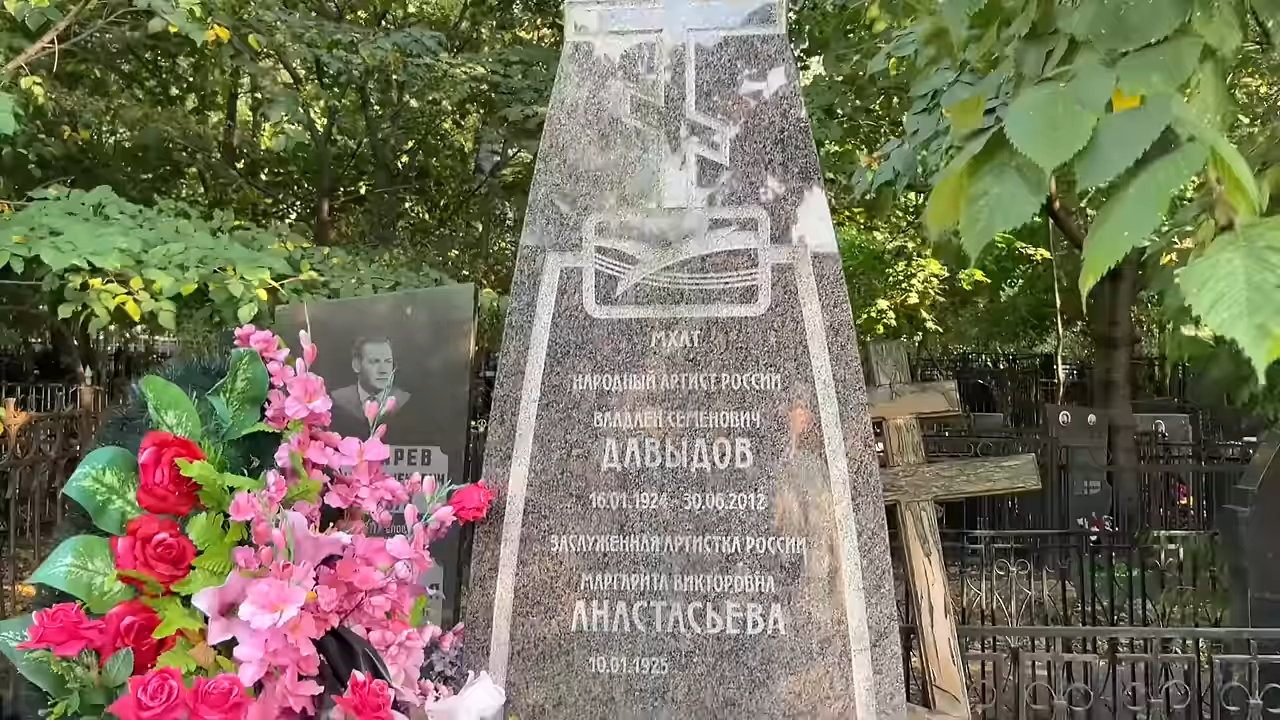 МХАТ
НАРОДНЫЙ АРТИСТ РОССИИ
ВЛАДЛЕН СЕМЕНОВИЧ
ДАВЫДОВ
16.01.1924 - 30.06.2012
ЗАСЛУЖЕННАЯ АРТИСТКА РОССИИ
МАРГАРИТА ВИКТОРОВНА
АНАСТАСЬЕВА
10.01.1925